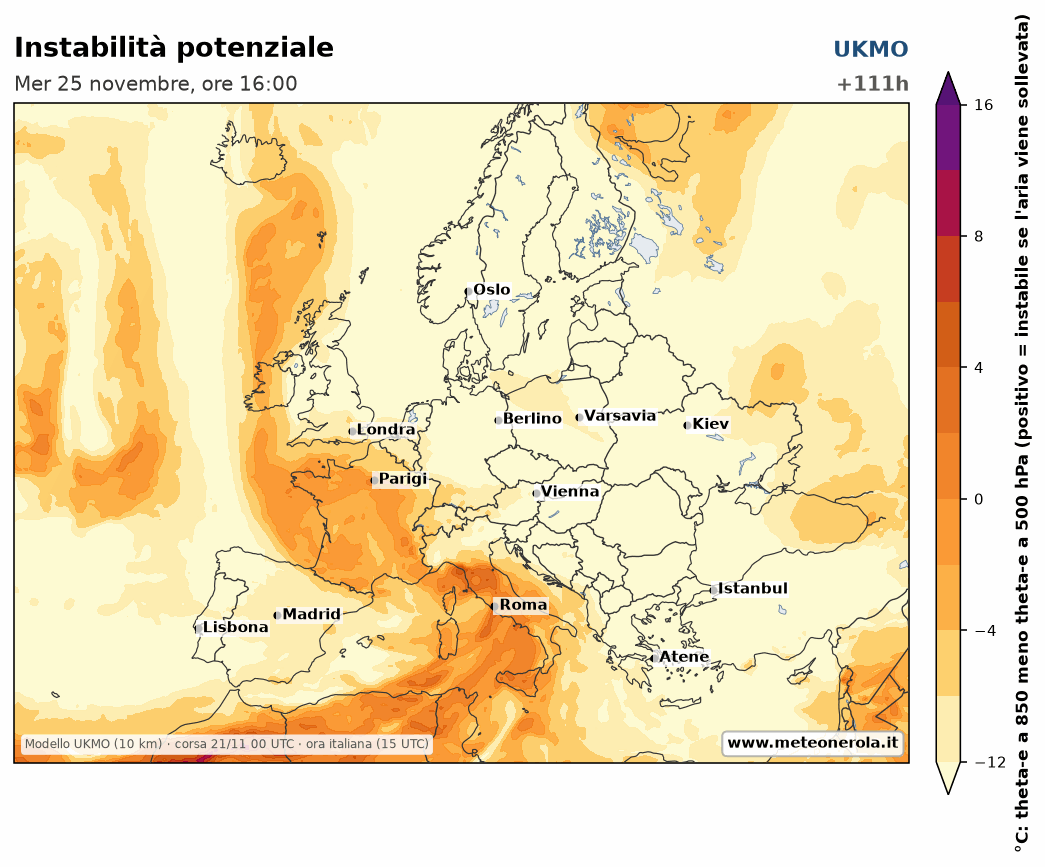 Instabilità potenziale
UKMO
Mer 25 novembre, ore 16:00
+111h
Oslo
Berlino
Varsavia
Kiev
Londra
Parigi
Vienna
Istanbul
Roma
Madrid
Lisbona
Atene
Modello UKMO (10 km) · corsa 21/11 00 UTC · ora italiana (15 UTC)
www.meteonerola.it
16
8
4
0
−4
−12
°C: theta-e a 850 meno theta-e a 500 hPa (positivo = instabile se l'aria viene sollevata)